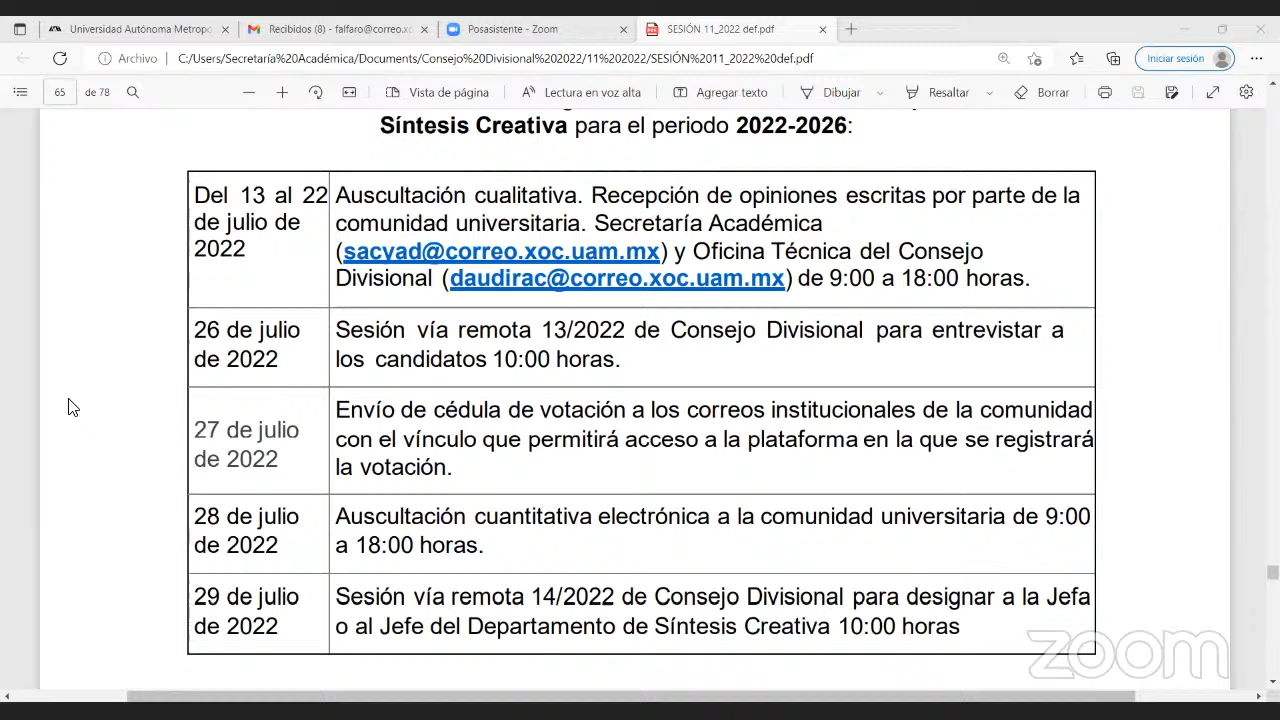 Universidad Autónoma Metropo
Recibidos (8) - falfaro@correo.xo
Posasistente - Zoom
SESIÓN 11_2022 def.pdf
Archivo
C:/Users/Secretaría%20Académica/Documents/Consejo%20Divisional%202022/11%202022/SESIÓN%2011_2022%20def.pdf
Iniciar sesión
65
de 78
Vista de página
Lectura en voz alta
Agregar texto
Dibujar
Resaltar
Borrar
Síntesis Creativa para el periodo 2022-2026:
Del 13 al 22
de julio de
2022
Auscultación cualitativa. Recepción de opiniones escritas por parte de la
comunidad universitaria. Secretaría Académica
(sacyad@correo.xoc.uam.mx) y Oficina Técnica del Consejo
Divisional (daudirac@correo.xoc.uam.mx) de 9:00 a 18:00 horas.
26 de julio
de 2022
Sesión vía remota 13/2022 de Consejo Divisional para entrevistar a
los candidatos 10:00 horas.
27 de julio
de 2022
Envío de cédula de votación a los correos institucionales de la comunidad
con el vínculo que permitirá acceso a la plataforma en la que se registrará
la votación.
28 de julio
de 2022
Auscultación cuantitativa electrónica a la comunidad universitaria de 9:00
a 18:00 horas.
29 de julio
de 2022
Sesión vía remota 14/2022 de Consejo Divisional para designar a la Jefa
o al Jefe del Departamento de Síntesis Creativa 10:00 horas
zoom